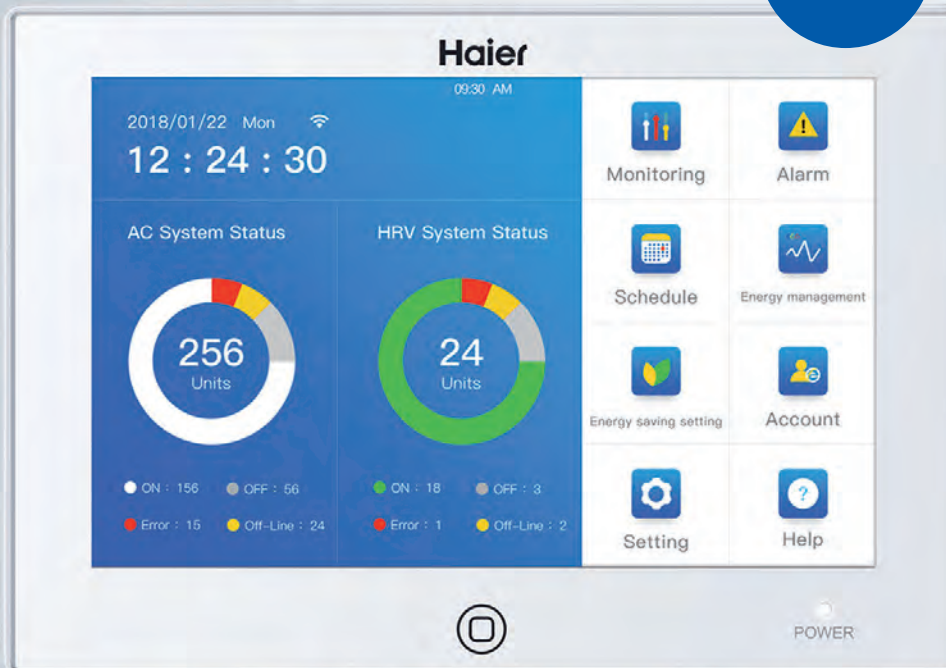 Haier
09:30 AM
2018/01/22 Mon
12 : 24 : 30
AC System Status
HRV System Status
256
Units
24
Units
ON : 156
OFF : 56
ON : 18
OFF : 3
Error : 15
Off-Line : 24
Error : 1
Off-Line : 2
Monitoring
Alarm
Schedule
Energy management
Energy saving setting
Account
Setting
Help
?
POWER